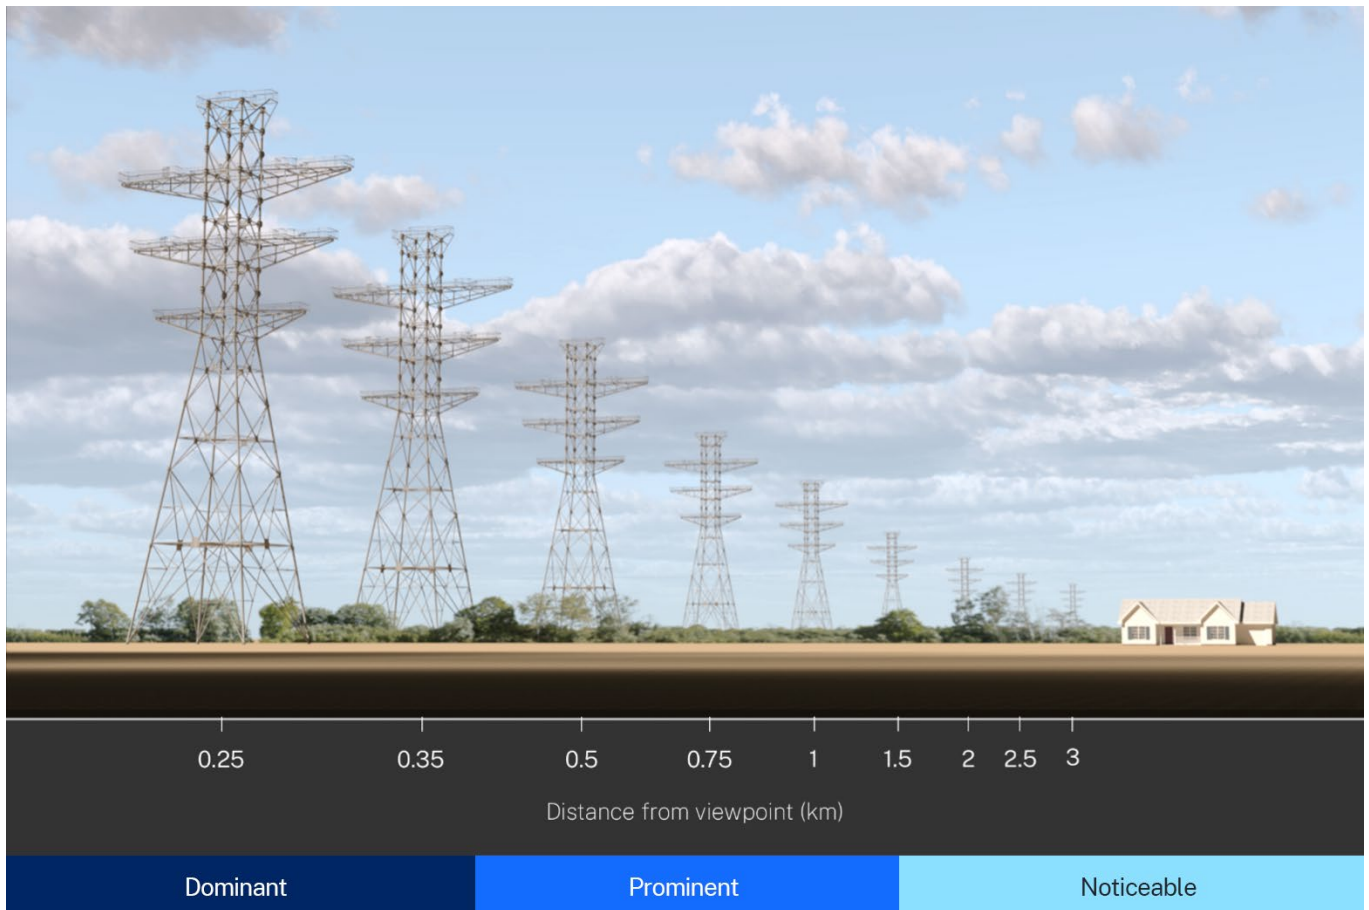 0.25 0.35 0.5 0.75 1 1.5 2 2.5 3
Distance from viewpoint (km)
Dominant Prominent Noticeable